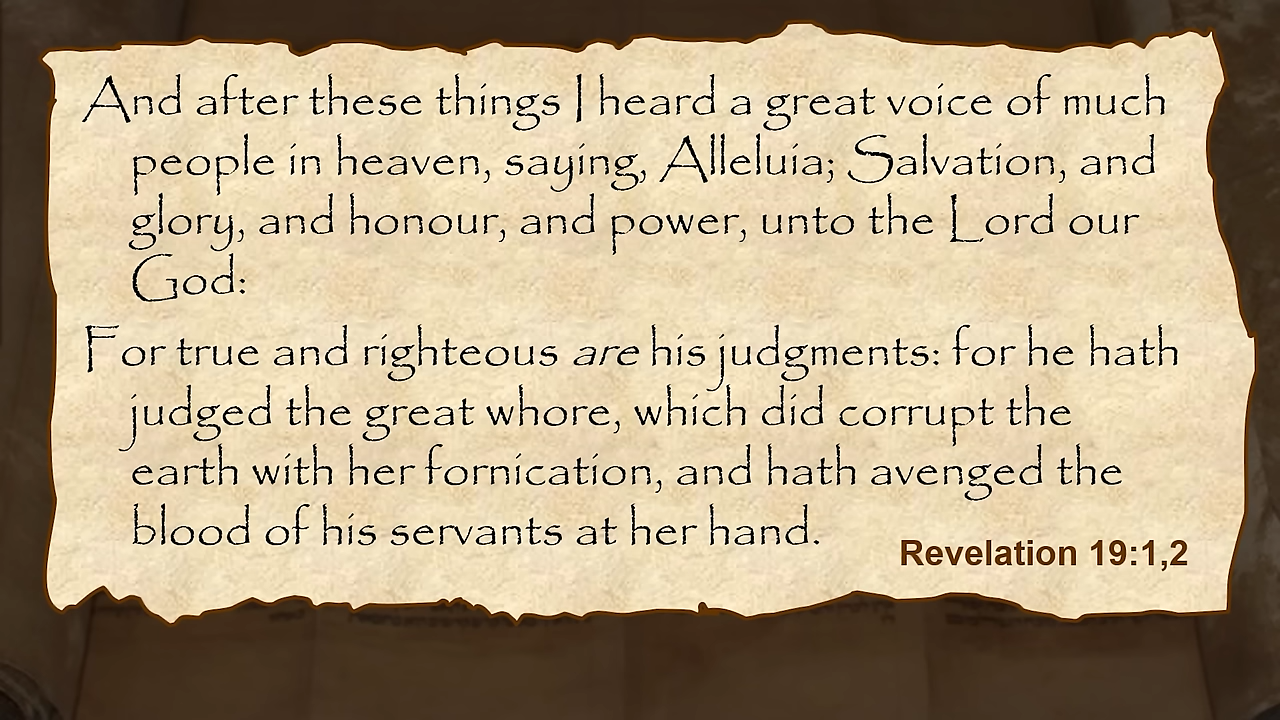 And after these things I heard a great voice of much
people in heaven, saying, Alleluia; Salvation, and
glory, and honour, and power, unto the Lord our
God:
For true and righteous are his judgments: for he hath
judged the great whore, which did corrupt the
earth with her fornication, and hath avenged the
blood of his servants at her hand.
Revelation 19:1,2